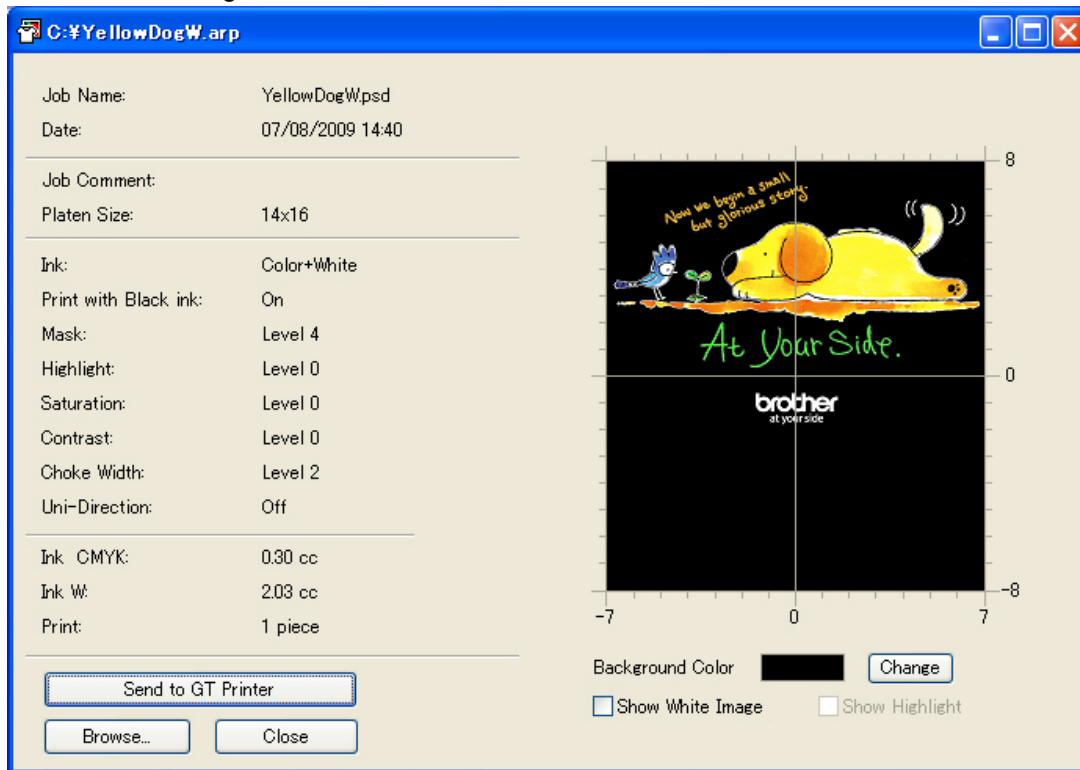 C:¥YellowDogW.arp
Job Name: YellowDogW.psd
Date: 07/08/2009 14:40
Job Comment:
Platen Size: 14x16
Ink: Color+White
Print with Black ink: On
Mask: Level 4
Highlight: Level 0
Saturation: Level 0
Contrast: Level 0
Choke Width: Level 2
Uni-Direction: Off
Ink CMYK: 0.30 cc
Ink W: 2.03 cc
Print: 1 piece
Send to GT Printer
Browse...
Close
8
Now we begin a small
but glorious story.
At Your Side.
0
brother
at your side
-8
-7
0
7
Background Color
Change
Show White Image
Show Highlight